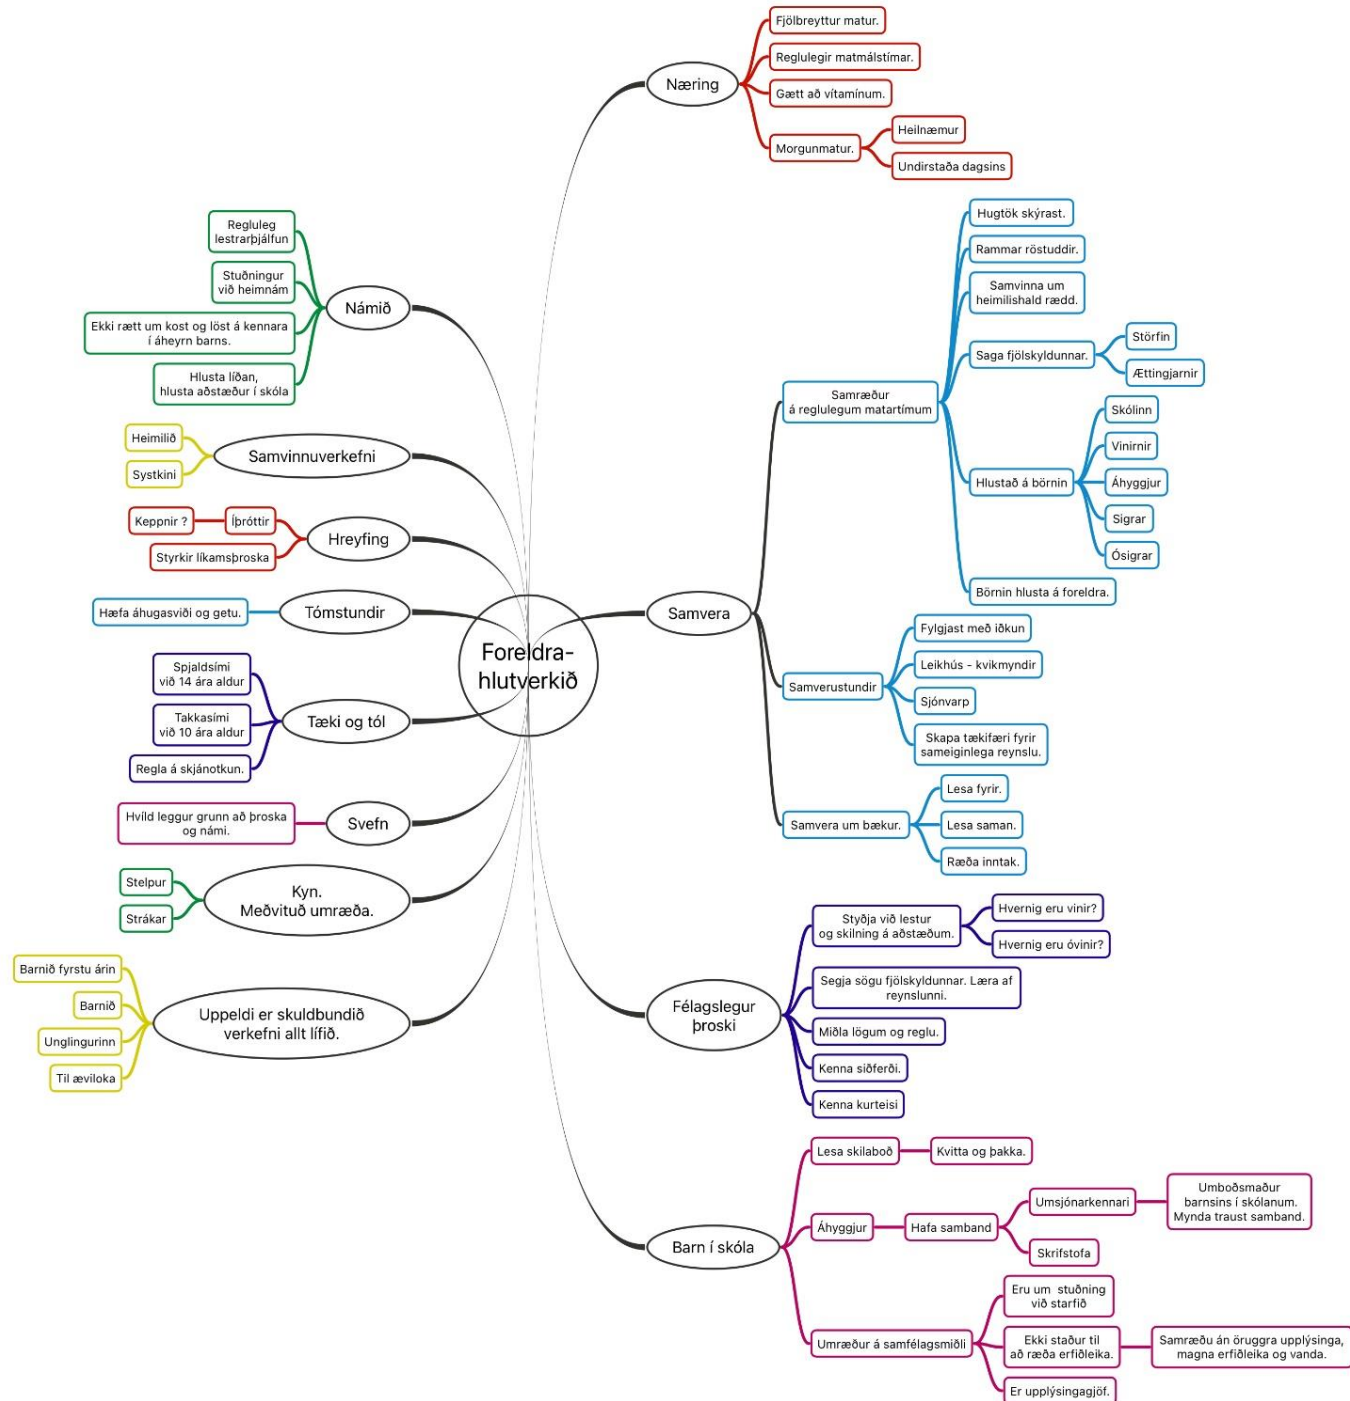 Foreldra-
hlutverkið
Næring
Fjölbreyttur matur.
Reglulegir matmálstímar.
Gætt að vítamínum.
Morgunmatur.
Heilnæmur
Undirstaða dagsins
Samvera
Samræður
á reglulegum matartímum
Hugtök skýrast.
Rammar röstuddir.
Samvinna um
heimilishald rædd.
Saga fjölskyldunnar.
Störfin
Ættingjarnir
Hlustað á börnin
Skólinn
Vinirnir
Áhyggjur
Sigrar
Ósigrar
Börnin hlusta á foreldra.
Samverustundir
Fylgjast með iðkun
Leikhús - kvikmyndir
Sjónvarp
Skapa tækifæri fyrir
sameiginlega reynslu.
Samvera um bækur.
Lesa fyrir.
Lesa saman.
Ræða inntak.
Félagslegur
þroski
Styðja við lestur
og skilning á aðstæðum.
Hvernig eru vinir?
Hvernig eru óvinir?
Segja sögu fjölskyldunnar. Læra af
reynslunni.
Miðla lögum og reglu.
Kenna siðferði.
Kenna kurteisi
Barn í skóla
Lesa skilaboð
Kvitta og þakka.
Áhyggjur
Hafa samband
Umsjónarkennari
Umboðsmaður
barnsins í skólanum.
Mynda traust samband.
Skrifstofa
Umræður á samfélagsmiðli
Eru um  stuðning
við starfið
Ekki staður til
að ræða erfiðleika.
Samræðu án öruggra upplýsinga,
magna erfiðleika og vanda.
Er upplýsingagjöf.
Námið
Regluleg
lestrarþjálfun
Stuðningur
við heimnám
Ekki rætt um kost og löst á kennara
í áheyrn barns.
Hlusta líðan,
hlusta aðstæður í skóla
Samvinnuverkefni
Heimilið
Systkini
Hreyfing
Íþróttir
Keppnir ?
Styrkir líkamsþroska
Tómstundir
Hæfa áhugasviði og getu.
Tæki og tól
Spjaldsími
við 14 ára aldur
Takkasími
við 10 ára aldur
Regla á skjánotkun.
Svefn
Hvíld leggur grunn að þroska
og námi.
Kyn.
Meðvituð umræða.
Stelpur
Strákar
Uppeldi er skuldbundið
verkefni allt lífið.
Barnið fyrstu árin
Barnið
Unglingurinn
Til æviloka